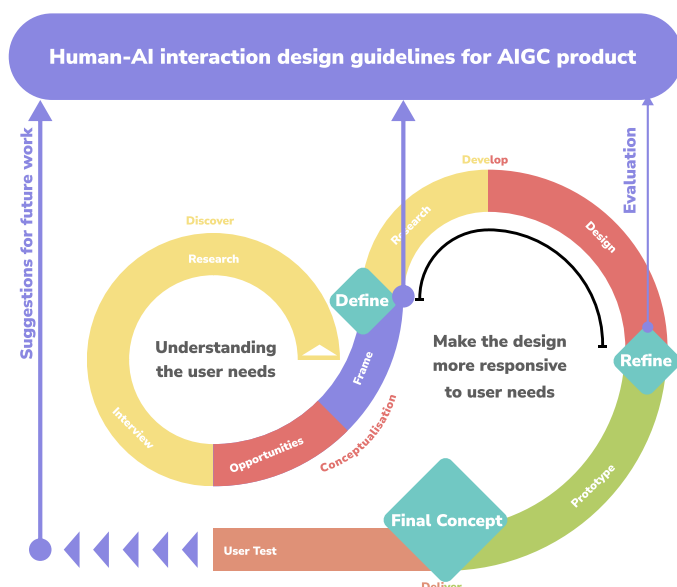 Human-AI interaction design guidelines for AIGC product
Suggestions for future work
Evaluation
Develop
Discover
Research
Research
Design
Define
Understanding
the user needs
Make the design
more responsive
to user needs
Refine
Frame
Interview
Opportunities
Conceptualisation
Prototype
Final Concept
User Test
Deliver